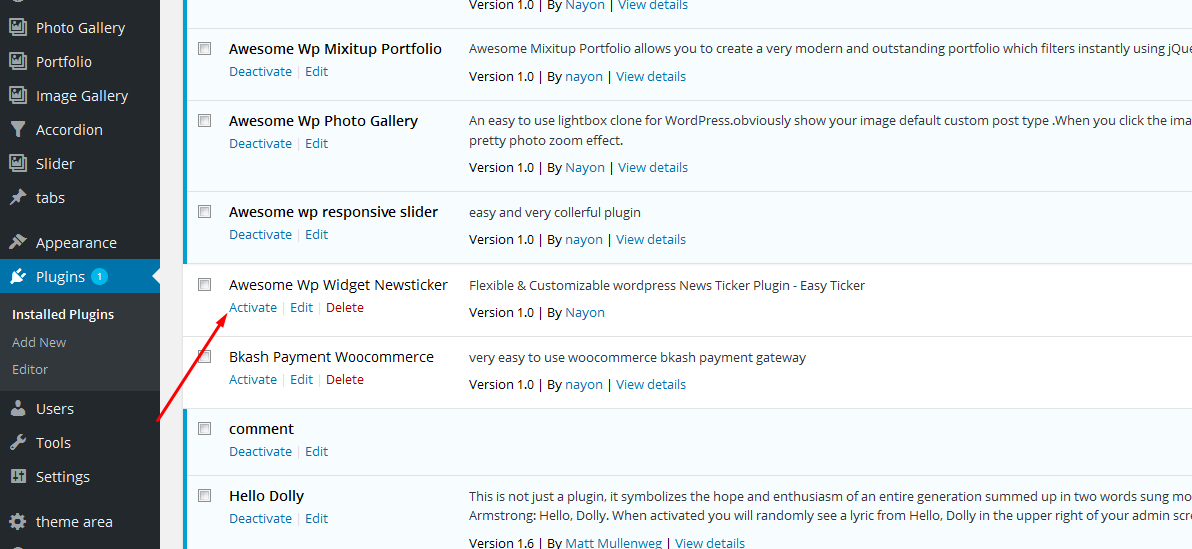 Photo Gallery
Portfolio
Image Gallery
Accordion
Slider
tabs
Appearance
Plugins 1
Installed Plugins
Add New
Editor
Users
Tools
Settings
theme area
Version 1.0 | By Nayon | View details
Awesome Wp Mixitup Portfolio
Deactivate | Edit
Awesome Mixitup Portfolio allows you to create a very modern and outstanding portfolio which filters instantly using jQue
Version 1.0 | By nayon | View details
Awesome Wp Photo Gallery
Deactivate | Edit
An easy to use lightbox clone for WordPress.obviously show your image default custom post type .When you click the ima
pretty photo zoom effect.
Version 1.0 | By Nayon | View details
Awesome wp responsive slider
Deactivate | Edit
easy and very collerful plugin
Version 1.0 | By nayon | View details
Awesome Wp Widget Newsticker
Activate | Edit | Delete
Flexible & Customizable wordpress News Ticker Plugin - Easy Ticker
Version 1.0 | By Nayon
Bkash Payment Woocommerce
Activate | Edit | Delete
very easy to use woocommerce bkash payment gateway
Version 1.0 | By nayon | View details
comment
Deactivate | Edit
Hello Dolly
Deactivate | Edit
This is not just a plugin, it symbolizes the hope and enthusiasm of an entire generation summed up in two words sung mo
Armstrong: Hello, Dolly. When activated you will randomly see a lyric from Hello, Dolly in the upper right of your admin scre
Version 1.6 | By Matt Mullenweg | View details